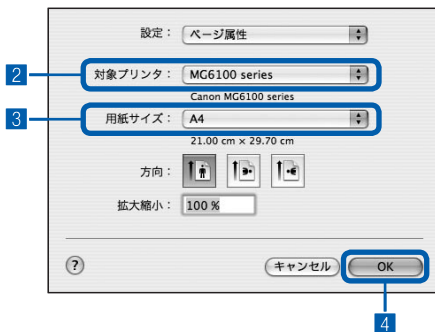 設定： ページ属性
2 対象プリンタ： MG6100 series
Canon MG6100 series
3 用紙サイズ： A4
21.00 cm × 29.70 cm
方向：
拡大縮小： 100 %
? キャンセル OK
4